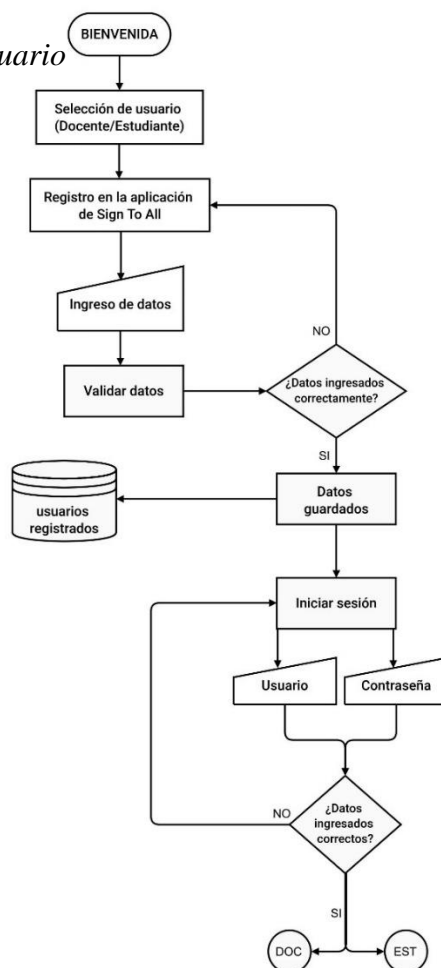 BIENVENIDA
uario
Selección de usuario
(Docente/Estudiante)
Registro en la aplicación
de Sign To All
Ingreso de datos
NO
Validar datos
¿Datos ingresados
correctamente?
SI
usuarios
registrados
Datos
guardados
Iniciar sesión
Usuario
Contraseña
NO
¿Datos
ingresados
correctos?
SI
DOC
EST